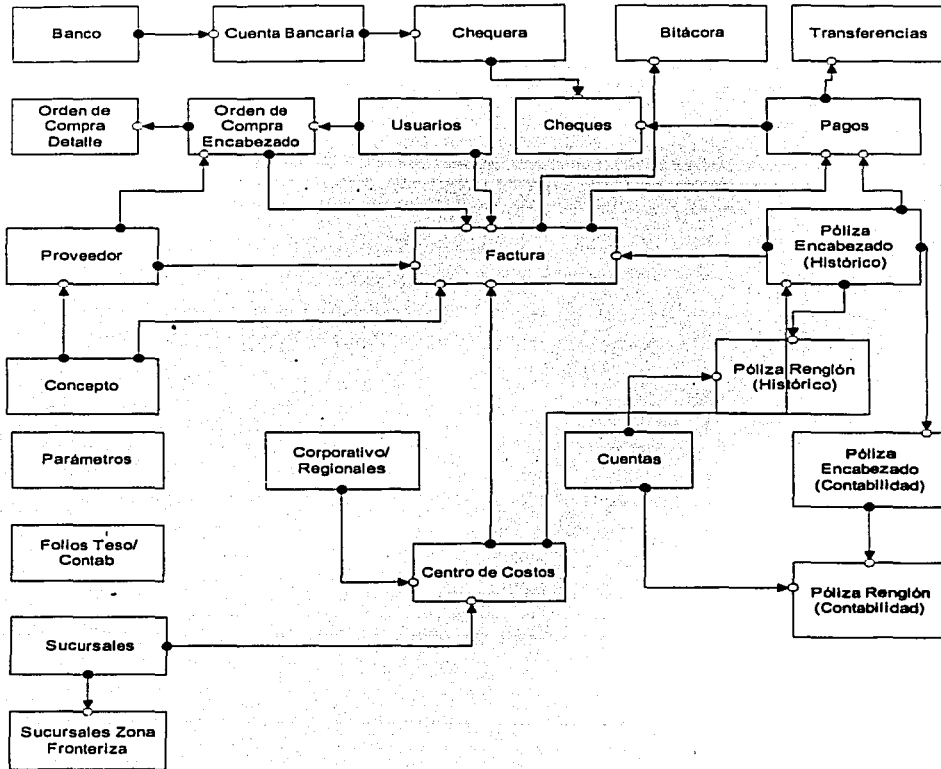 Banco
Cuenta Bancaria
Chequera
Bitácora
Transferencias
Orden de
Compra
Detalle
Orden de
Compra
Encabezado
Usuarios
Cheques
Pagos
Proveedor
Factura
Póliza
Encabezado
(Histórico)
Concepto
Póliza Renglón
(Histórico)
Parámetros
Corporativo/
Regionales
Cuentas
Póliza
Encabezado
(Contabilidad)
Folios Teso/
Contab
Centro de Costos
Póliza Renglón
(Contabilidad)
Sucursales
Sucursales Zona
Fronteriza